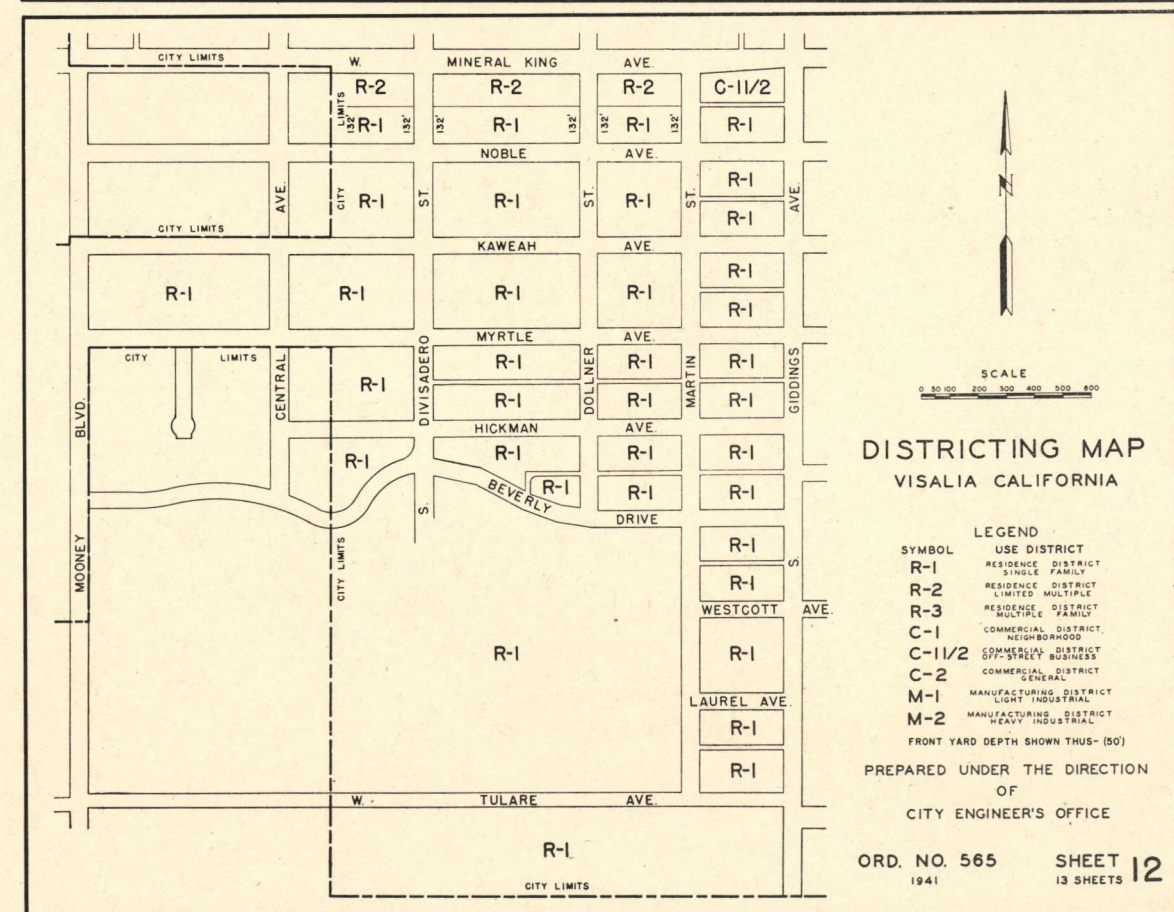 CITY LIMITS
W. MINERAL KING AVE.
R-2 R-2 R-2 C-11/2
LIMITS
132' R-1 132' 132' R-1 132' 132' R-1 132' R-1
NOBLE AVE.
R-1
AVE. CITY R-1 ST. R-1 ST. R-1 ST. AVE.
R-1
CITY LIMITS
KAWEAH AVE.
R-1
R-1 R-1 R-1 R-1
R-1
MYRTLE AVE.
CITY LIMITS
R-1 R-1 R-1
R-1
CENTRAL DIVISADERO DOLLNER MARTIN GIDDINGS
R-1 R-1 R-1
BLVD.
HICKMAN AVE.
R-1 R-1 R-1 R-1
R-1 R-1 R-1
BEVERLY DRIVE
S.
MOONEY
CITY LIMITS
R-1
S.
R-1
WESTCOTT AVE.
R-1 R-1
LAUREL AVE.
R-1
R-1
W. TULARE AVE.
R-1
CITY LIMITS
N
SCALE
0 50 100 200 300 400 500 600
DISTRICTING MAP
VISALIA CALIFORNIA
LEGEND
SYMBOL USE DISTRICT
R-1 RESIDENCE DISTRICT
SINGLE FAMILY
R-2 RESIDENCE DISTRICT
LIMITED MULTIPLE
R-3 RESIDENCE DISTRICT
MULTIPLE FAMILY
C-1 COMMERCIAL DISTRICT
NEIGHBORHOOD
C-11/2 COMMERCIAL DISTRICT
OFF-STREET BUSINESS
C-2 COMMERCIAL DISTRICT
GENERAL
M-1 MANUFACTURING DISTRICT
LIGHT INDUSTRIAL
M-2 MANUFACTURING DISTRICT
HEAVY INDUSTRIAL
FRONT YARD DEPTH SHOWN THUS- (50')
PREPARED UNDER THE DIRECTION
OF
CITY ENGINEER'S OFFICE
ORD. NO. 565 SHEET 12
1941 13 SHEETS